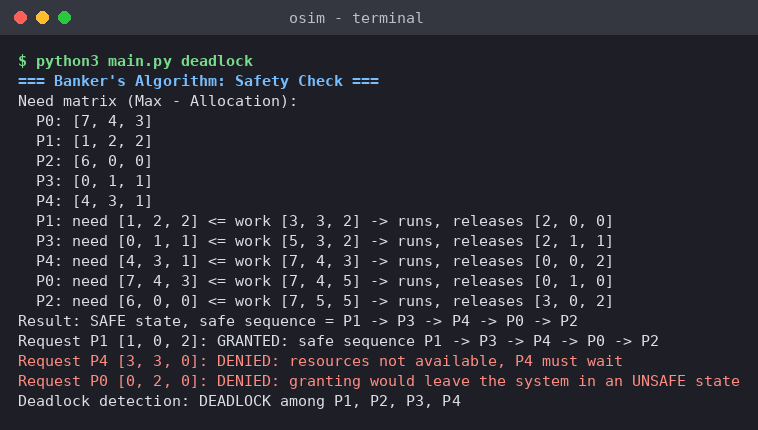 osim - terminal
$ python3 main.py deadlock
=== Banker's Algorithm: Safety Check ===
Need matrix (Max - Allocation):
  P0: [7, 4, 3]
  P1: [1, 2, 2]
  P2: [6, 0, 0]
  P3: [0, 1, 1]
  P4: [4, 3, 1]
  P1: need [1, 2, 2] <= work [3, 3, 2] -> runs, releases [2, 0, 0]
  P3: need [0, 1, 1] <= work [5, 3, 2] -> runs, releases [2, 1, 1]
  P4: need [4, 3, 1] <= work [7, 4, 3] -> runs, releases [0, 0, 2]
  P0: need [7, 4, 3] <= work [7, 4, 5] -> runs, releases [0, 1, 0]
  P2: need [6, 0, 0] <= work [7, 5, 5] -> runs, releases [3, 0, 2]
Result: SAFE state, safe sequence = P1 -> P3 -> P4 -> P0 -> P2
Request P1 [1, 0, 2]: GRANTED: safe sequence P1 -> P3 -> P4 -> P0 -> P2
Request P4 [3, 3, 0]: DENIED: resources not available, P4 must wait
Request P0 [0, 2, 0]: DENIED: granting would leave the system in an UNSAFE state
Deadlock detection: DEADLOCK among P1, P2, P3, P4